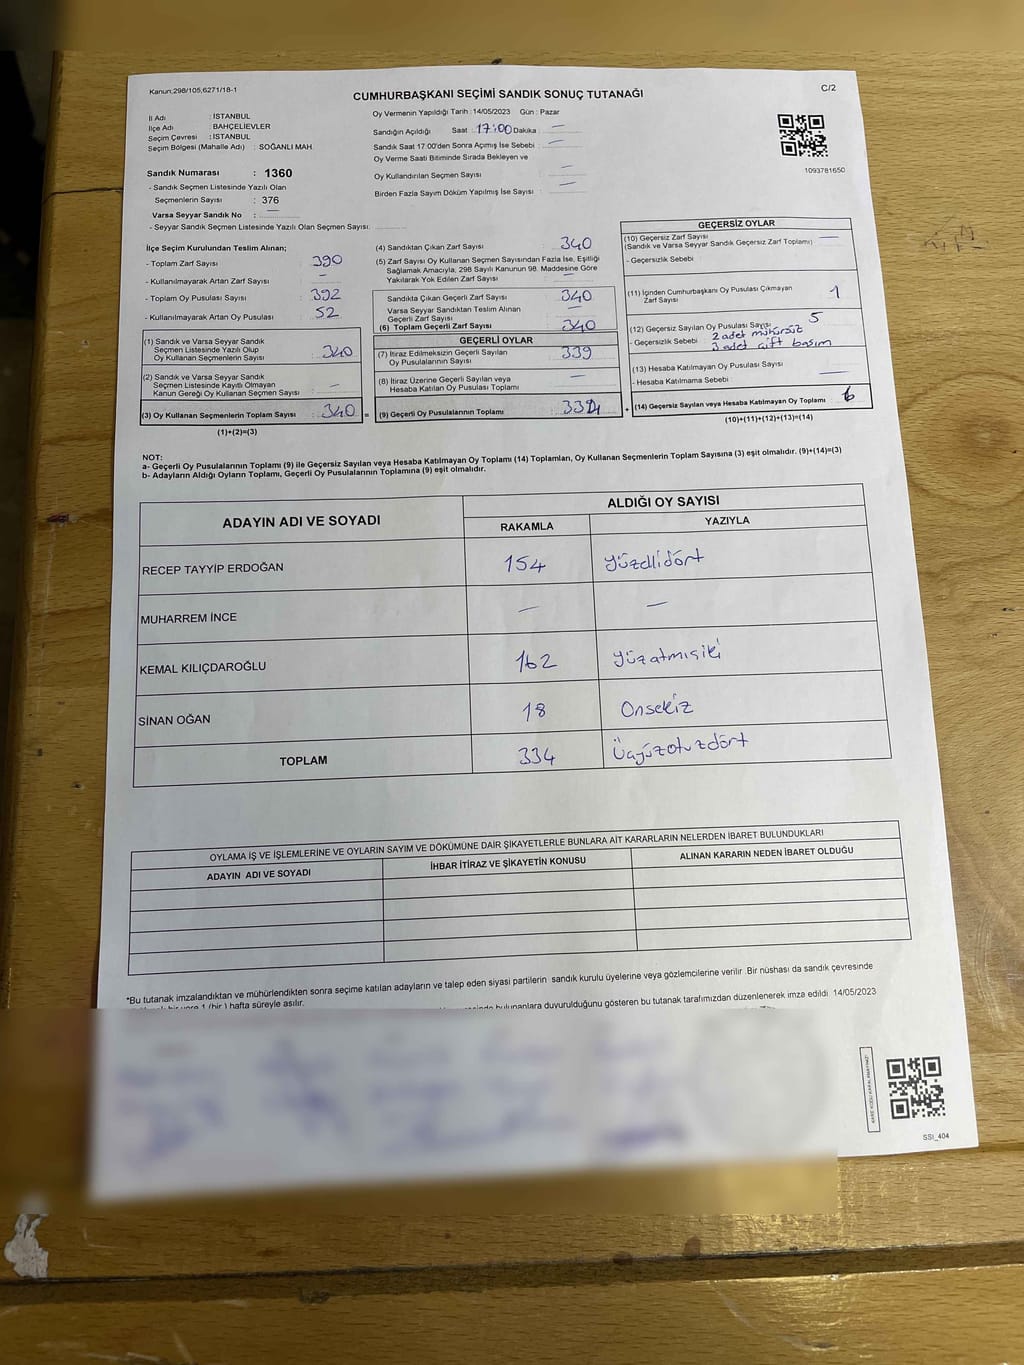 Kanun:298/105,6271/18-1
CUMHURBAŞKANI SEÇİMİ SANDIK SONUÇ TUTANAĞI
C/2
İl Adı : ISTANBUL
İlçe Adı : BAHÇELİEVLER
Seçim Çevresi : ISTANBUL
Seçim Bölgesi (Mahalle Adı) : SOĞANLI MAH.
Sandık Numarası : 1360
- Sandık Seçmen Listesinde Yazılı Olan
Seçmenlerin Sayısı : 376
Varsa Seyyar Sandık No : —
- Seyyar Sandık Seçmen Listesinde Yazılı Olan Seçmen Sayısı:
Oy Vermenin Yapıldığı Tarih : 14/05/2023 Gün : Pazar
Sandığın Açıldığı Saat : 17:00 Dakika : —
Sandık Saat 17.00'den Sonra Açımış İse Sebebi : —
Oy Verme Saati Bitiminde Sırada Bekleyen ve
Oy Kullandırılan Seçmen Sayısı : —
Birden Fazla Sayım Döküm Yapılmış İse Sayısı : —
1093781650
İlçe Seçim Kurulundan Teslim Alınan;
- Toplam Zarf Sayısı : 390
- Kullanılmayarak Artan Zarf Sayısı : —
- Toplam Oy Pusulası Sayısı : 392
- Kullanılmayarak Artan Oy Pusulası : 52
(1) Sandık ve Varsa Seyyar Sandık
Seçmen Listesinde Yazılı Olup
Oy Kullanan Seçmenlerin Sayısı : 340
(2) Sandık ve Varsa Seyyar Sandık
Seçmen Listesinde Kayıtlı Olmayan
Kanun Gereği Oy Kullanan Seçmen Sayısı : —
(3) Oy Kullanan Seçmenlerin Toplam Sayısı : 340 =
(1)+(2)=(3)
(4) Sandıktan Çıkan Zarf Sayısı : 340
(5) Zarf Sayısı Oy Kullanan Seçmen Sayısından Fazla İse, Eşitliği
Sağlamak Amacıyla, 298 Sayılı Kanunun 98. Maddesine Göre
Yakılarak Yok Edilen Zarf Sayısı : —
Sandıkta Çıkan Geçerli Zarf Sayısı : 340
Varsa Seyyar Sandıktan Teslim Alınan
Geçerli Zarf Sayısı : —
(6) Toplam Geçerli Zarf Sayısı : 340
GEÇERLİ OYLAR
(7) İtiraz Edilmeksizin Geçerli Sayılan
Oy Pusulalarının Sayısı : 339
(8) İtiraz Üzerine Geçerli Sayılan veya
Hesaba Katılan Oy Pusulası Toplamı : —
(9) Geçerli Oy Pusulalarının Toplamı : 334 +
GEÇERSİZ OYLAR
(10) Geçersiz Zarf Sayısı : —
(Sandık ve Varsa Seyyar Sandık Geçersiz Zarf Toplamı)
- Geçersizlik Sebebi
(11) İçinden Cumhurbaşkanı Oy Pusulası Çıkmayan
Zarf Sayısı : 1
(12) Geçersiz Sayılan Oy Pusulası Sayısı : 5
- Geçersizlik Sebebi : 2 adet mühürsüz
3 adet çift basım
(13) Hesaba Katılmayan Oy Pusulası Sayısı :
- Hesaba Katılmama Sebebi —
(14) Geçersiz Sayılan veya Hesaba Katılmayan Oy Toplamı : 6
(10)+(11)+(12)+(13)=(14)
NOT:
a- Geçerli Oy Pusulalarının Toplamı (9) ile Geçersiz Sayılan veya Hesaba Katılmayan Oy Toplamı (14) Toplamları, Oy Kullanan Seçmenlerin Toplam Sayısına (3) eşit olmalıdır. (9)+(14)=(3)
b- Adayların Aldığı Oyların Toplamı, Geçerli Oy Pusulalarının Toplamına (9) eşit olmalıdır.
ADAYIN ADI VE SOYADI
ALDIĞI OY SAYISI
RAKAMLA YAZIYLA
RECEP TAYYİP ERDOĞAN 154 yüzellidört
MUHARREM İNCE — —
KEMAL KILIÇDAROĞLU 162 yüzatmışiki
SİNAN OĞAN 18 Onsekiz
TOPLAM 334 Üçyüzotuzdört
OYLAMA İŞ VE İŞLEMLERİNE VE OYLARIN SAYIM VE DÖKÜMÜNE DAİR ŞİKAYETLERLE BUNLARA AİT KARARLARIN NELERDEN İBARET BULUNDUKLARI
ADAYIN ADI VE SOYADI İHBAR İTİRAZ VE ŞİKAYETİN KONUSU ALINAN KARARIN NEDEN İBARET OLDUĞU
*Bu tutanak imzalandıktan ve mühürlendikten sonra seçime katılan adayların ve talep eden siyasi partilerin sandık kurulu üyelerine veya gözlemcilerine verilir .Bir nüshası da sandık çevresinde
1 (bir ) hafta süreyle asılır.
bulunanlara duyurulduğunu gösteren bu tutanak tarafımızdan düzenlenerek imza edildi 14/05/2023
SSI_404